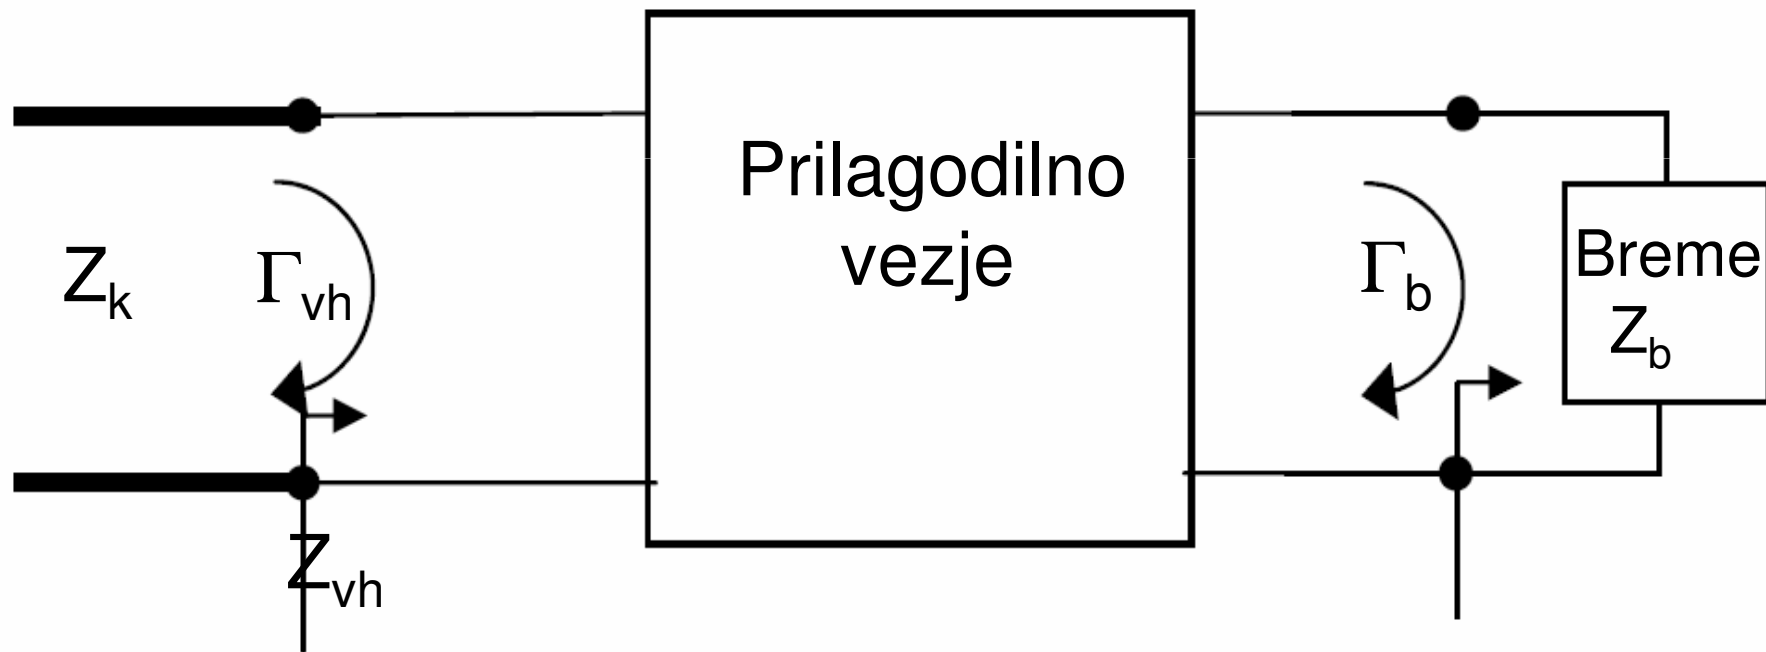 Prilagodilno
vezje
Z_k
Γ_vh
Γ_b
Breme
Z_b
Z_vh